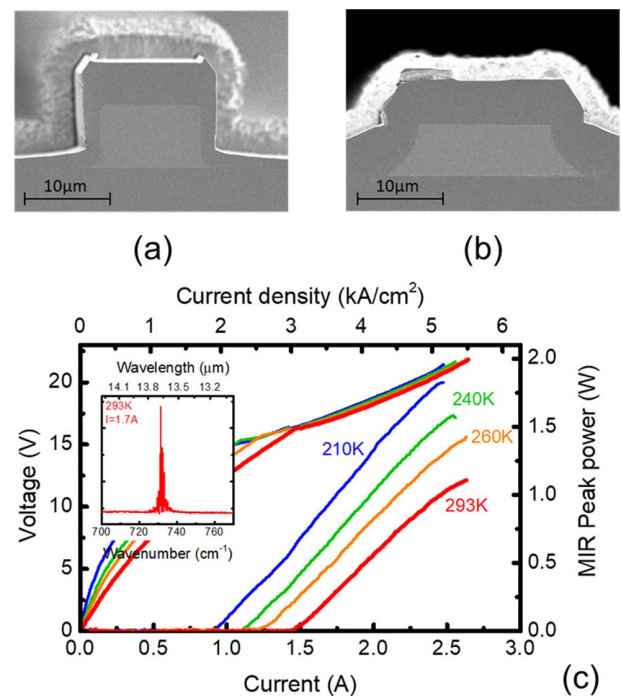 10μm
10μm
(a)
(b)
Current density (kA/cm²)
0 1 2 3 4 5 6
Wavelength (μm)
14.1 13.8 13.5 13.2
293K
I=1.7A
700 720 740 760
Wavenumber (cm⁻¹)
210K
240K
260K
293K
Voltage (V)
20
15
10
5
0
MIR Peak power (W)
2.0
1.5
1.0
0.5
0.0
0.0 0.5 1.0 1.5 2.0 2.5 3.0
Current (A)
(c)